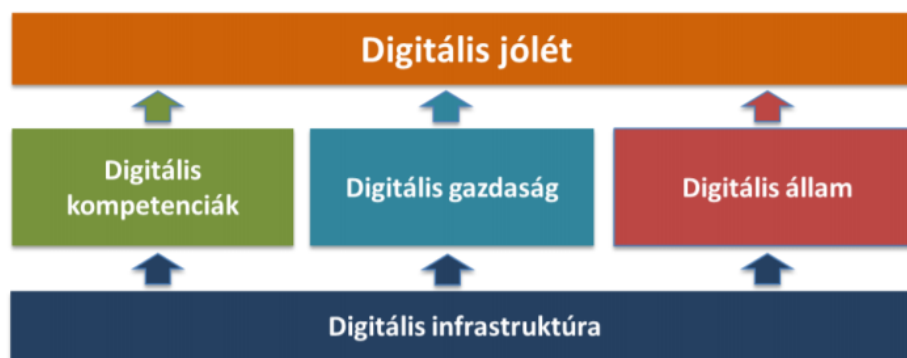 Digitális jólét
Digitális
kompetenciák
Digitális gazdaság
Digitális állam
Digitális infrastruktúra